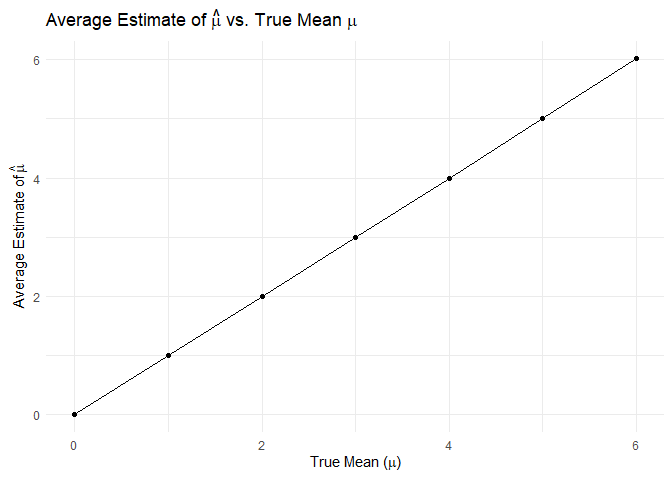 Average Estimate of μ̂ vs. True Mean μ
6
4
2
0
Average Estimate of μ̂
0 2 4 6
True Mean (μ)